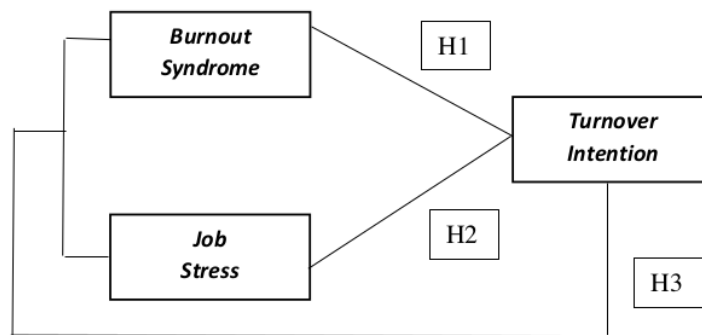 Burnout
Syndrome
H1
Turnover
Intention
Job
Stress
H2
H3